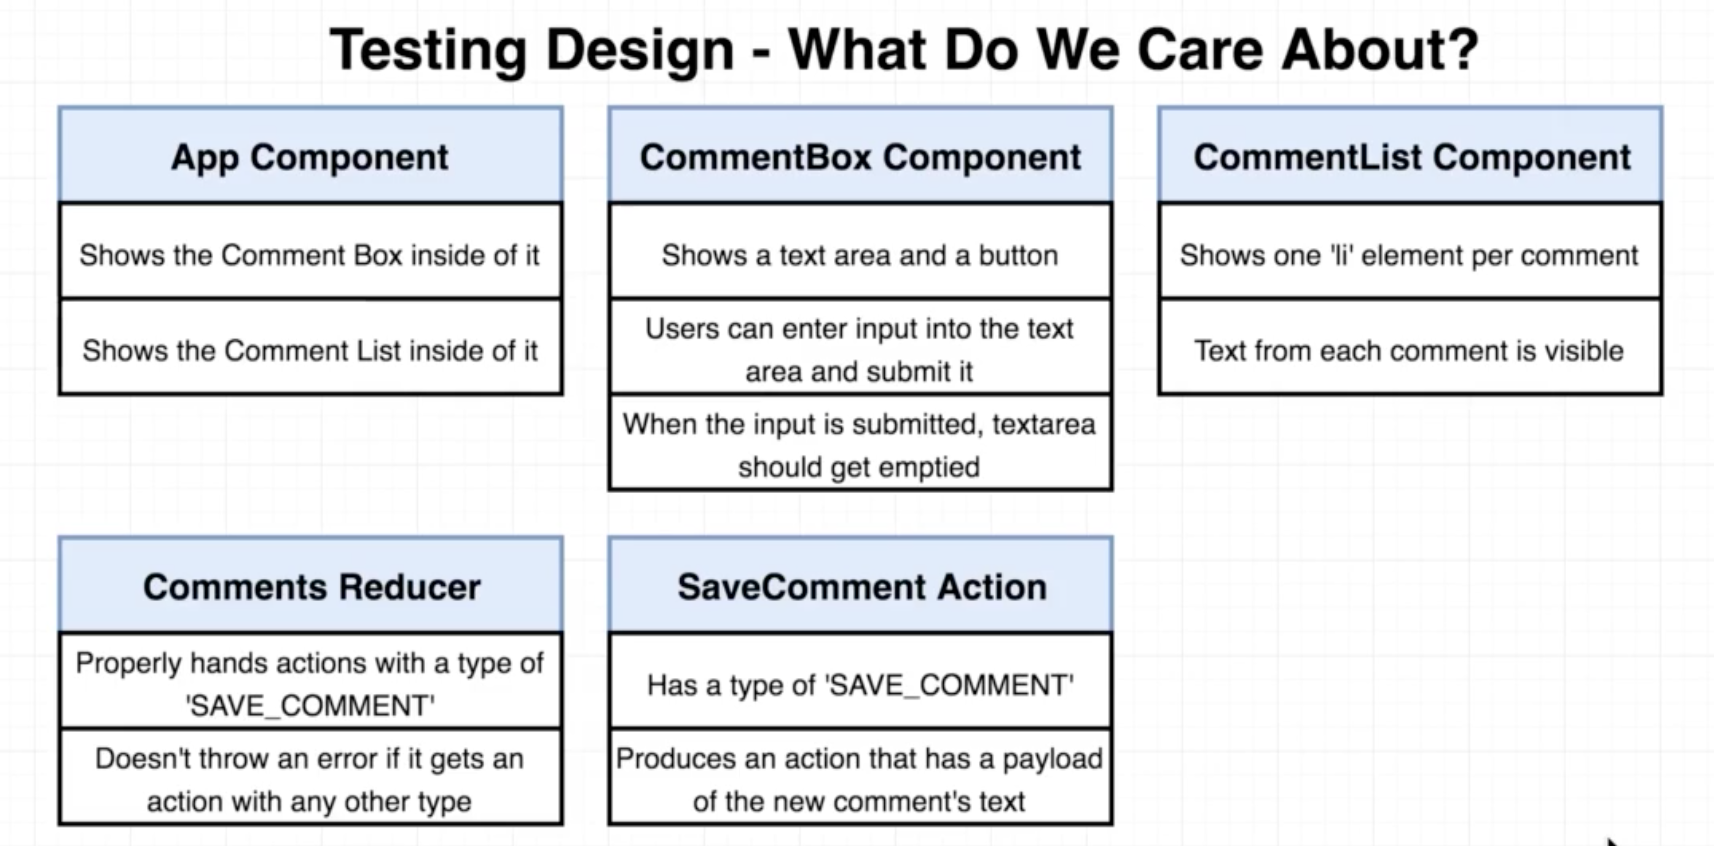 Testing Design - What Do We Care About?
App Component
Shows the Comment Box inside of it
Shows the Comment List inside of it
CommentBox Component
Shows a text area and a button
Users can enter input into the text
area and submit it
When the input is submitted, textarea
should get emptied
CommentList Component
Shows one 'li' element per comment
Text from each comment is visible
Comments Reducer
Properly hands actions with a type of
'SAVE_COMMENT'
Doesn't throw an error if it gets an
action with any other type
SaveComment Action
Has a type of 'SAVE_COMMENT'
Produces an action that has a payload
of the new comment's text